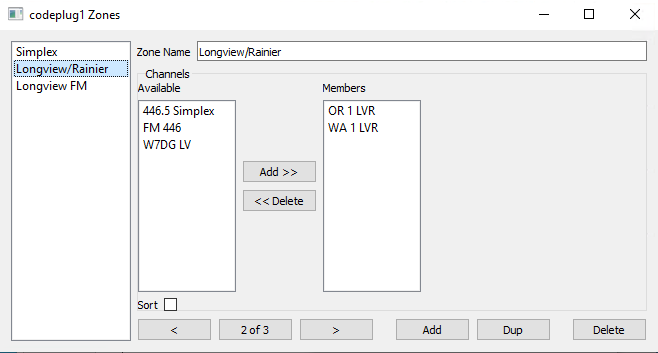 codeplug1 Zones
Simplex
Longview/Rainier
Longview FM
Zone Name Longview/Rainier
Channels
Available
446.5 Simplex
FM 446
W7DG LV
Add >>
<< Delete
Members
OR 1 LVR
WA 1 LVR
Sort
< 2 of 3 > Add Dup Delete